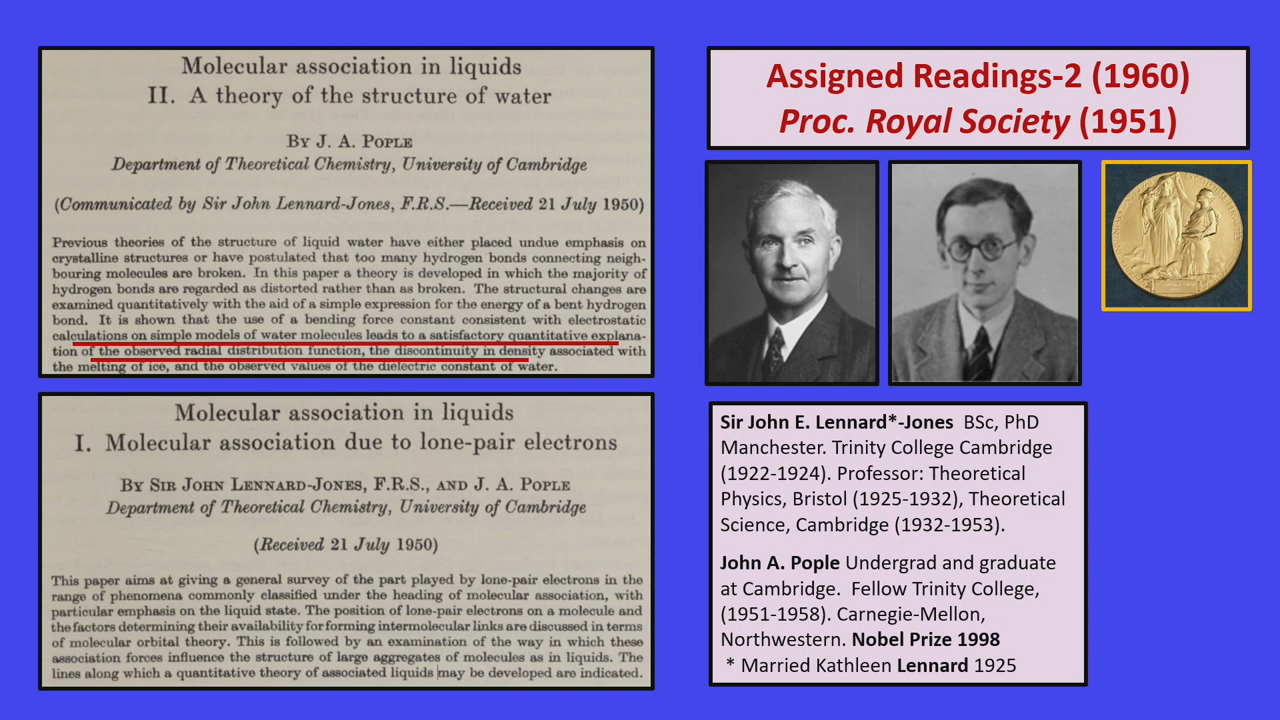 Molecular association in liquids
II. A theory of the structure of water
By J. A. Pople
Department of Theoretical Chemistry, University of Cambridge
(Communicated by Sir John Lennard-Jones, F.R.S.—Received 21 July 1950)
Previous theories of the structure of liquid water have either placed undue emphasis on
crystalline structures or have postulated that too many hydrogen bonds connecting neigh-
bouring molecules are broken. In this paper a theory is developed in which the majority of
hydrogen bonds are regarded as distorted rather than as broken. The structural changes are
examined quantitatively with the aid of a simple expression for the energy of a bent hydrogen
bond. It is shown that the use of a bending force constant consistent with electrostatic
calculations on simple models of water molecules leads to a satisfactory quantitative explana-
tion of the observed radial distribution function, the discontinuity in density associated with
the melting of ice, and the observed values of the dielectric constant of water.
Molecular association in liquids
I. Molecular association due to lone-pair electrons
By Sir John Lennard-Jones, F.R.S., and J. A. Pople
Department of Theoretical Chemistry, University of Cambridge
(Received 21 July 1950)
This paper aims at giving a general survey of the part played by lone-pair electrons in the
range of phenomena commonly classified under the heading of molecular association, with
particular emphasis on the liquid state. The position of lone-pair electrons on a molecule and
the factors determining their availability for forming intermolecular links are discussed in terms
of molecular orbital theory. This is followed by an examination of the way in which these
association forces influence the structure of large aggregates of molecules as in liquids. The
lines along which a quantitative theory of associated liquids may be developed are indicated.
Assigned Readings-2 (1960)
Proc. Royal Society (1951)
Sir John E. Lennard*-Jones BSc, PhD
Manchester. Trinity College Cambridge
(1922-1924). Professor: Theoretical
Physics, Bristol (1925-1932), Theoretical
Science, Cambridge (1932-1953).
John A. Pople Undergrad and graduate
at Cambridge. Fellow Trinity College,
(1951-1958). Carnegie-Mellon,
Northwestern. Nobel Prize 1998
* Married Kathleen Lennard 1925